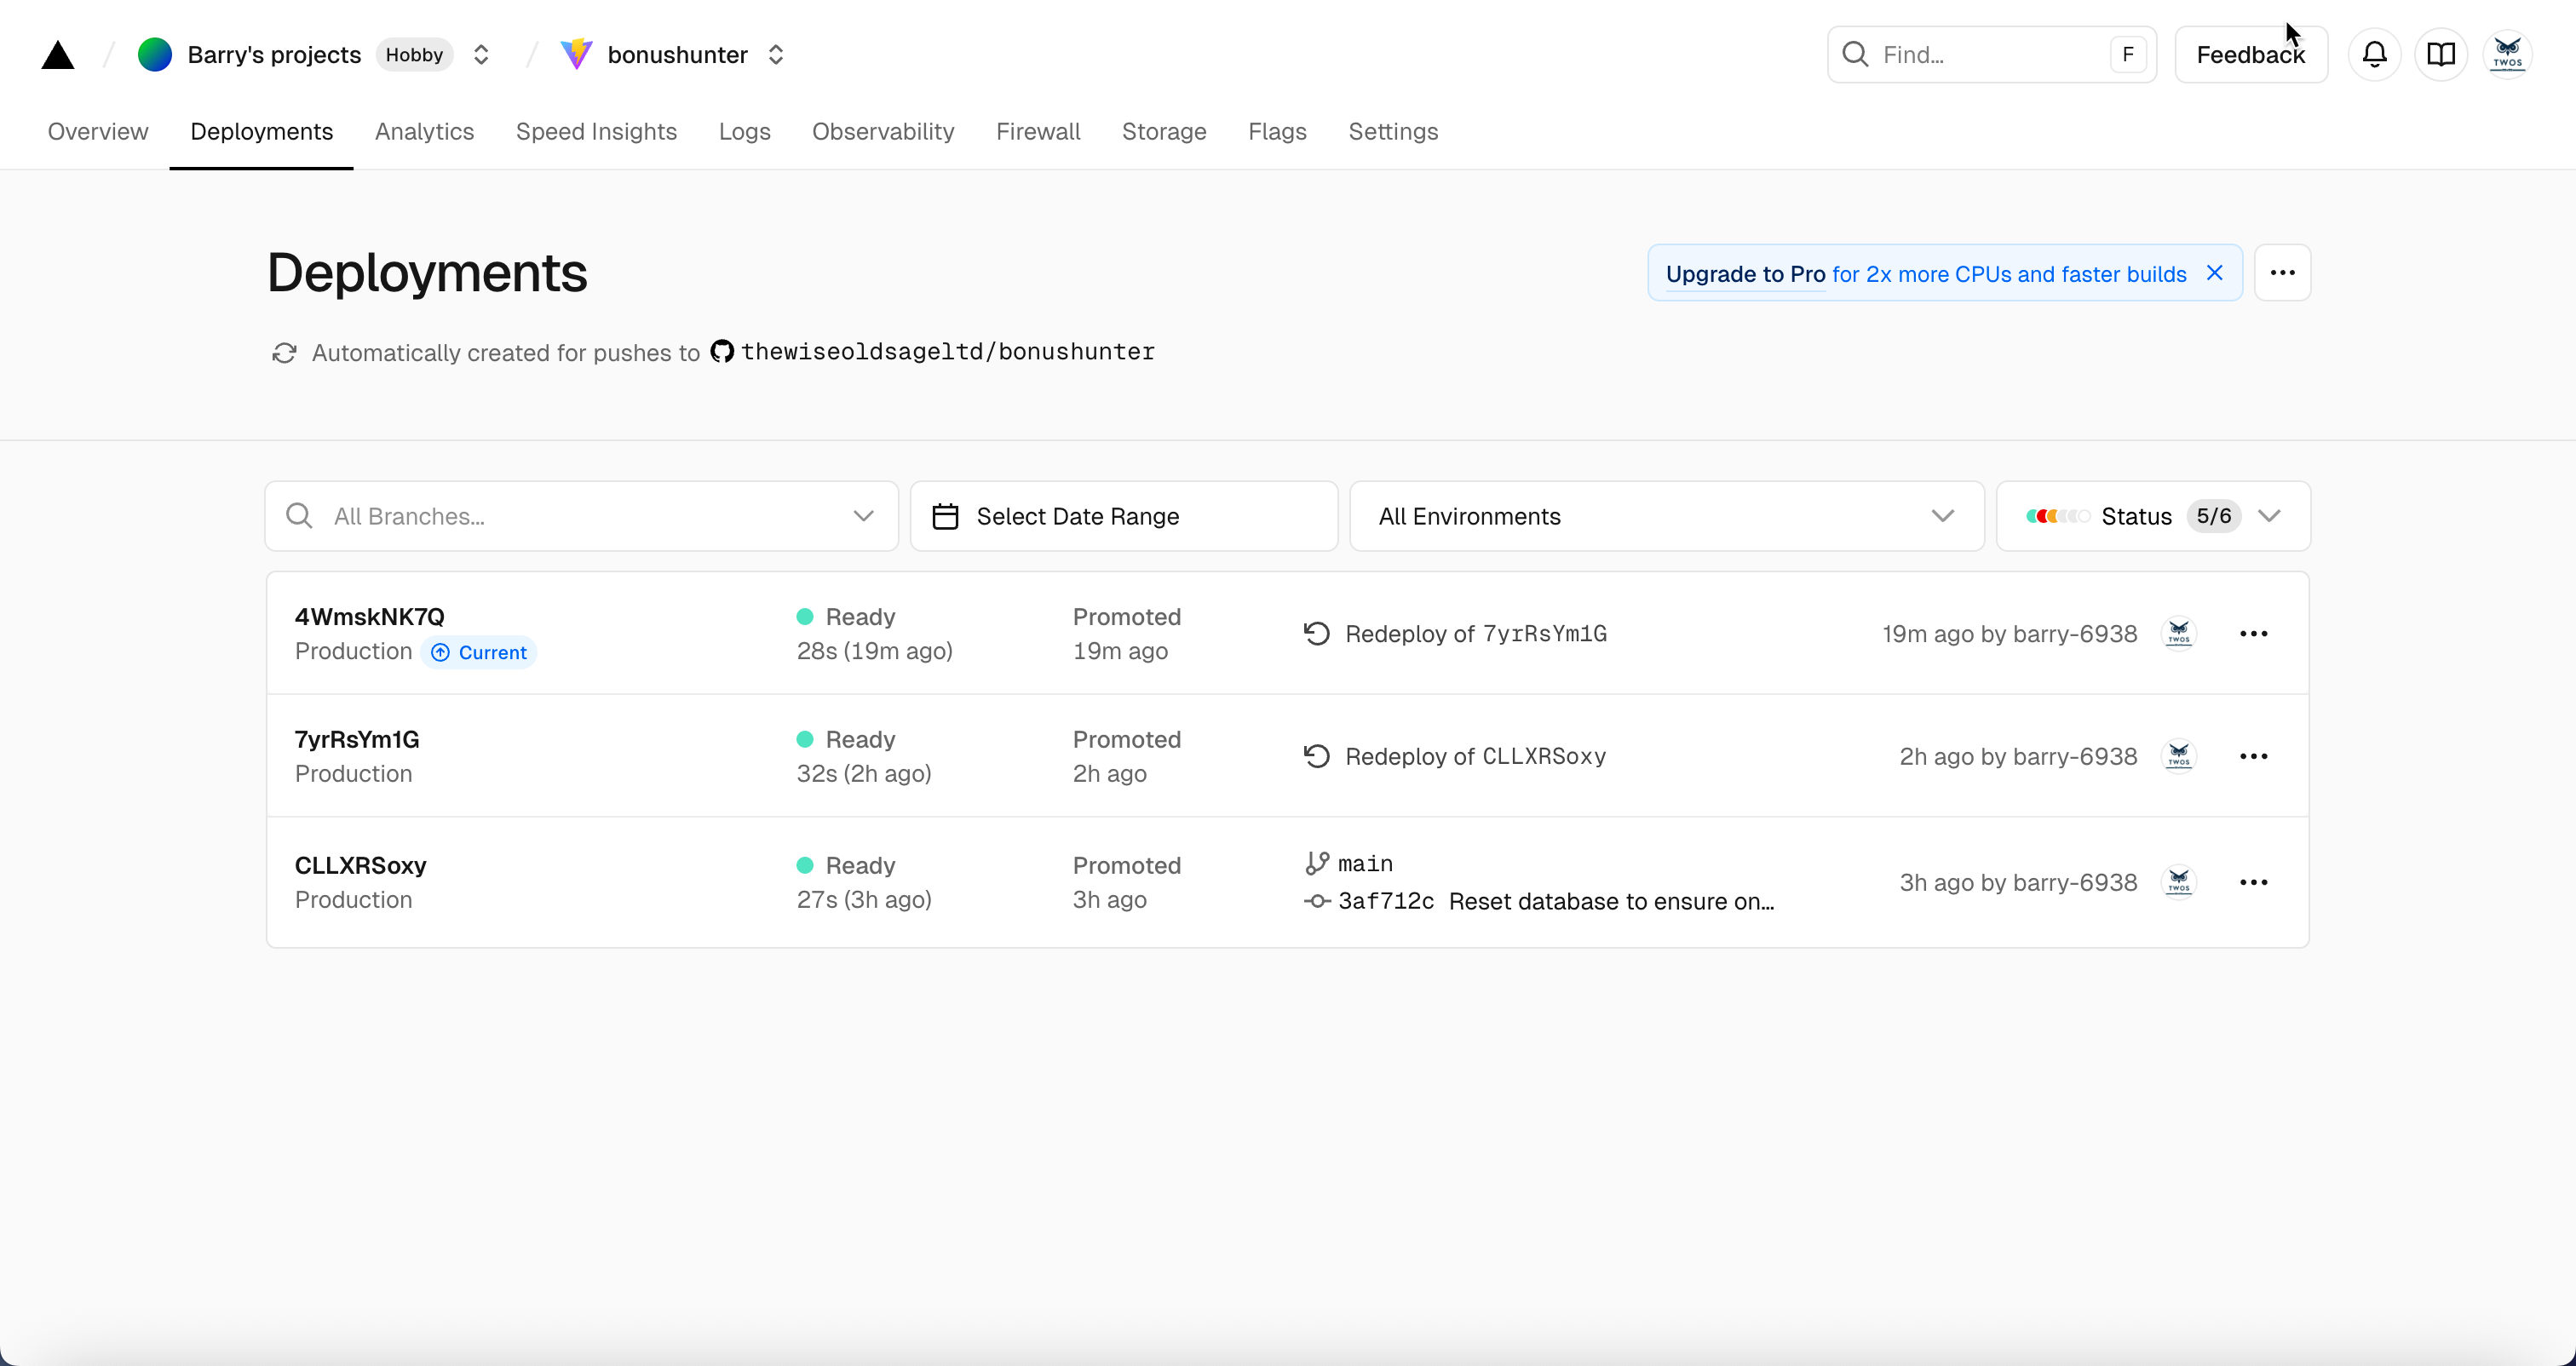 Barry's projects Hobby bonushunter Find... F Feedback
TWOS
Overview Deployments Analytics Speed Insights Logs Observability Firewall Storage Flags Settings
Deployments
Upgrade to Pro for 2x more CPUs and faster builds
Automatically created for pushes to thewiseoldsageltd/bonushunter
All Branches... Select Date Range All Environments Status 5/6
4WmskNK7Q Ready Promoted
Redeploy of 7yrRsYm1G 19m ago by barry-6938 TWOS
Production Current 28s (19m ago) 19m ago
7yrRsYm1G Ready Promoted
Redeploy of CLLXRSoxy 2h ago by barry-6938 TWOS
Production 32s (2h ago) 2h ago
CLLXRSoxy Ready Promoted main
3h ago by barry-6938 TWOS
Production 27s (3h ago) 3h ago 3af712c Reset database to ensure on...